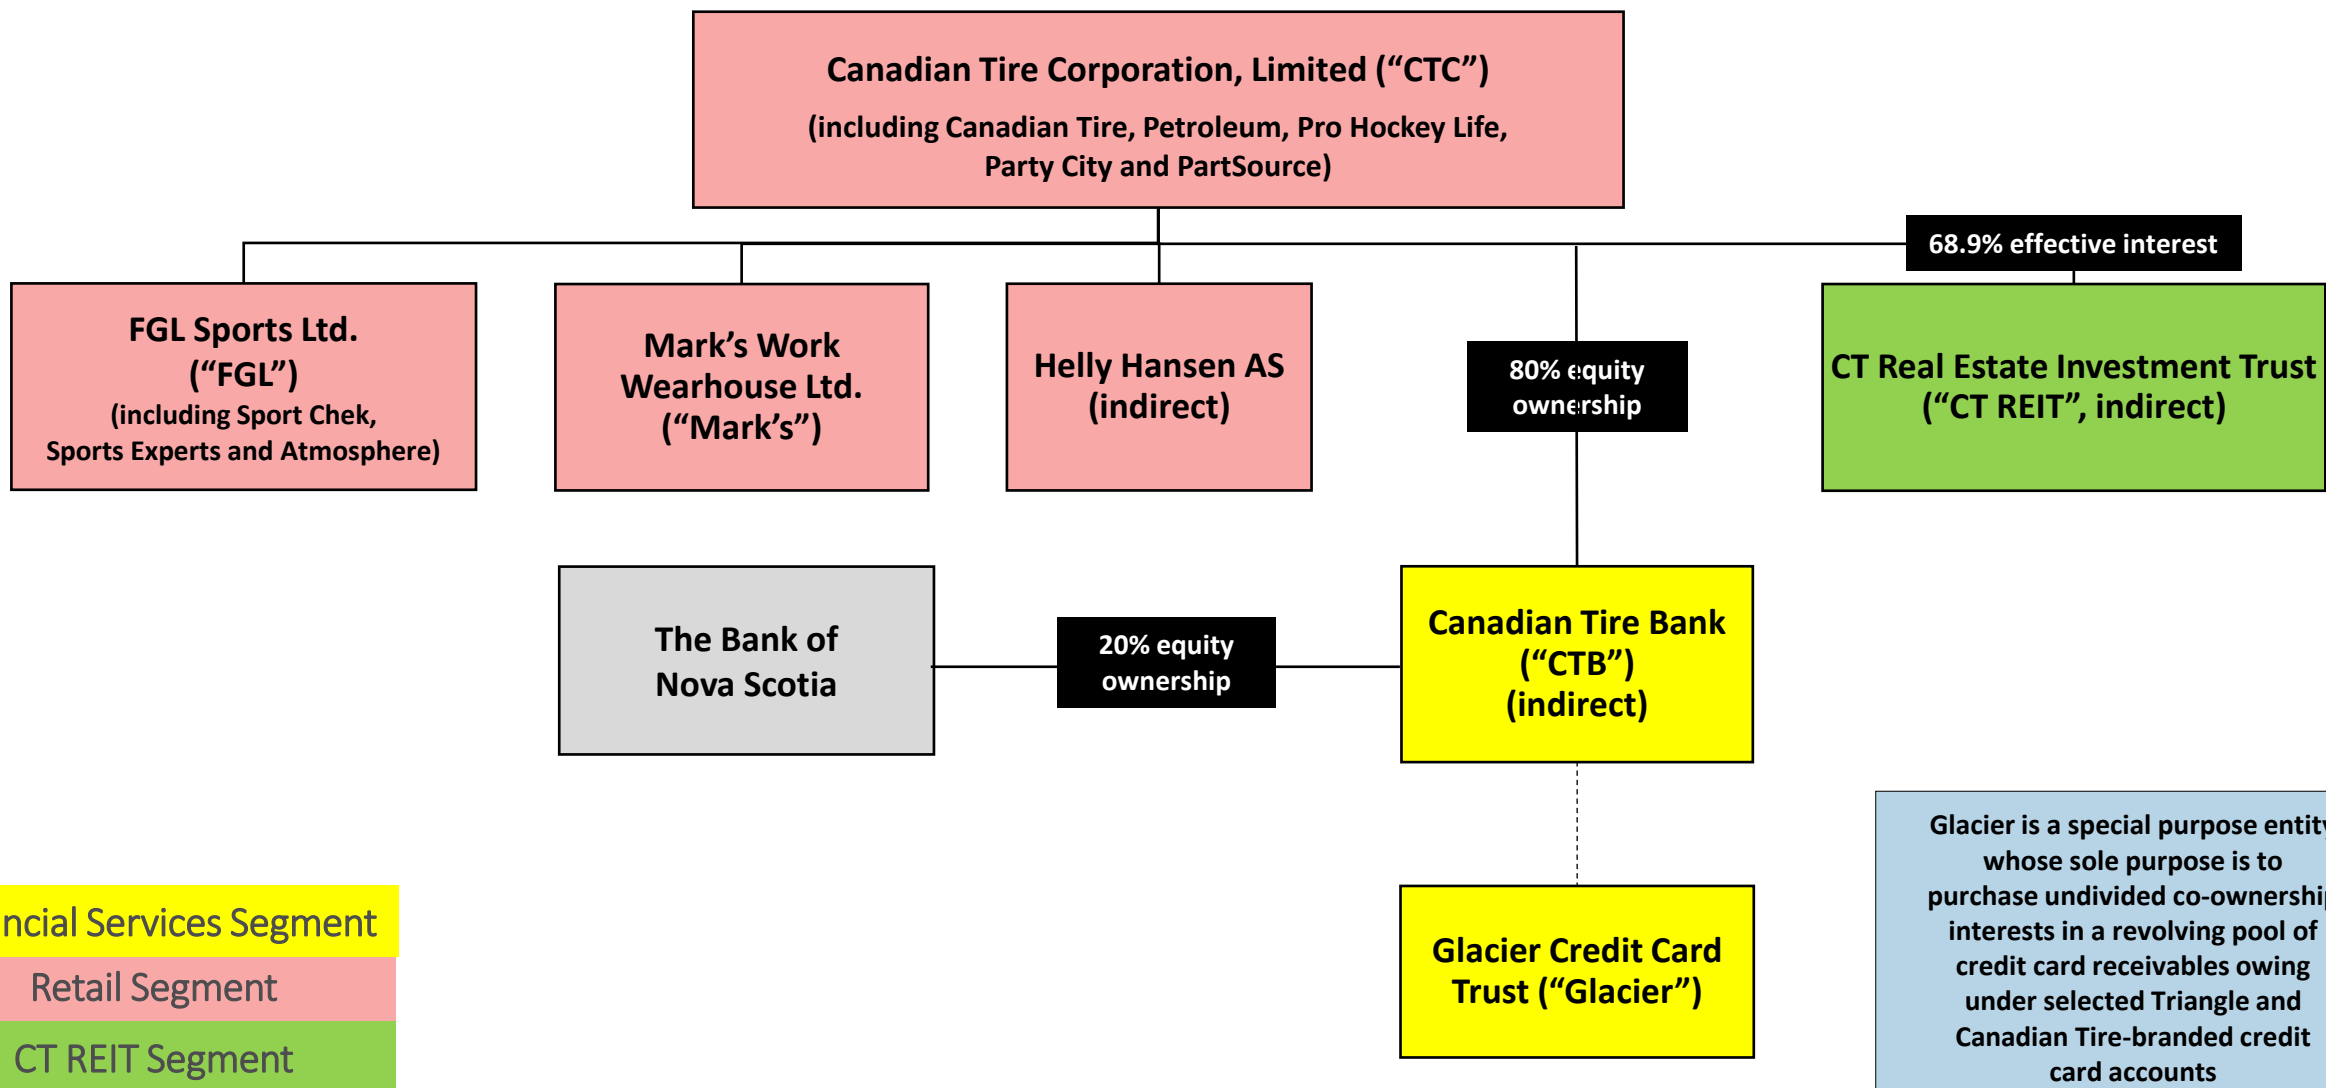 Canadian Tire Corporation, Limited (“CTC”)
(including Canadian Tire, Petroleum, Pro Hockey Life,
Party City and PartSource)
68.9% effective interest
FGL Sports Ltd.
(“FGL”)
(including Sport Chek,
Sports Experts and Atmosphere)
Mark’s Work
Wearhouse Ltd.
(“Mark’s”)
Helly Hansen AS
(indirect)
80% equity
ownership
CT Real Estate Investment Trust
(“CT REIT”, indirect)
The Bank of
Nova Scotia
20% equity
ownership
Canadian Tire Bank
(“CTB”)
(indirect)
Glacier Credit Card
Trust (“Glacier”)
Glacier is a special purpose entity
whose sole purpose is to
purchase undivided co-ownership
interests in a revolving pool of
credit card receivables owing
under selected Triangle and
Canadian Tire-branded credit
card accounts
ncial Services Segment
Retail Segment
CT REIT Segment